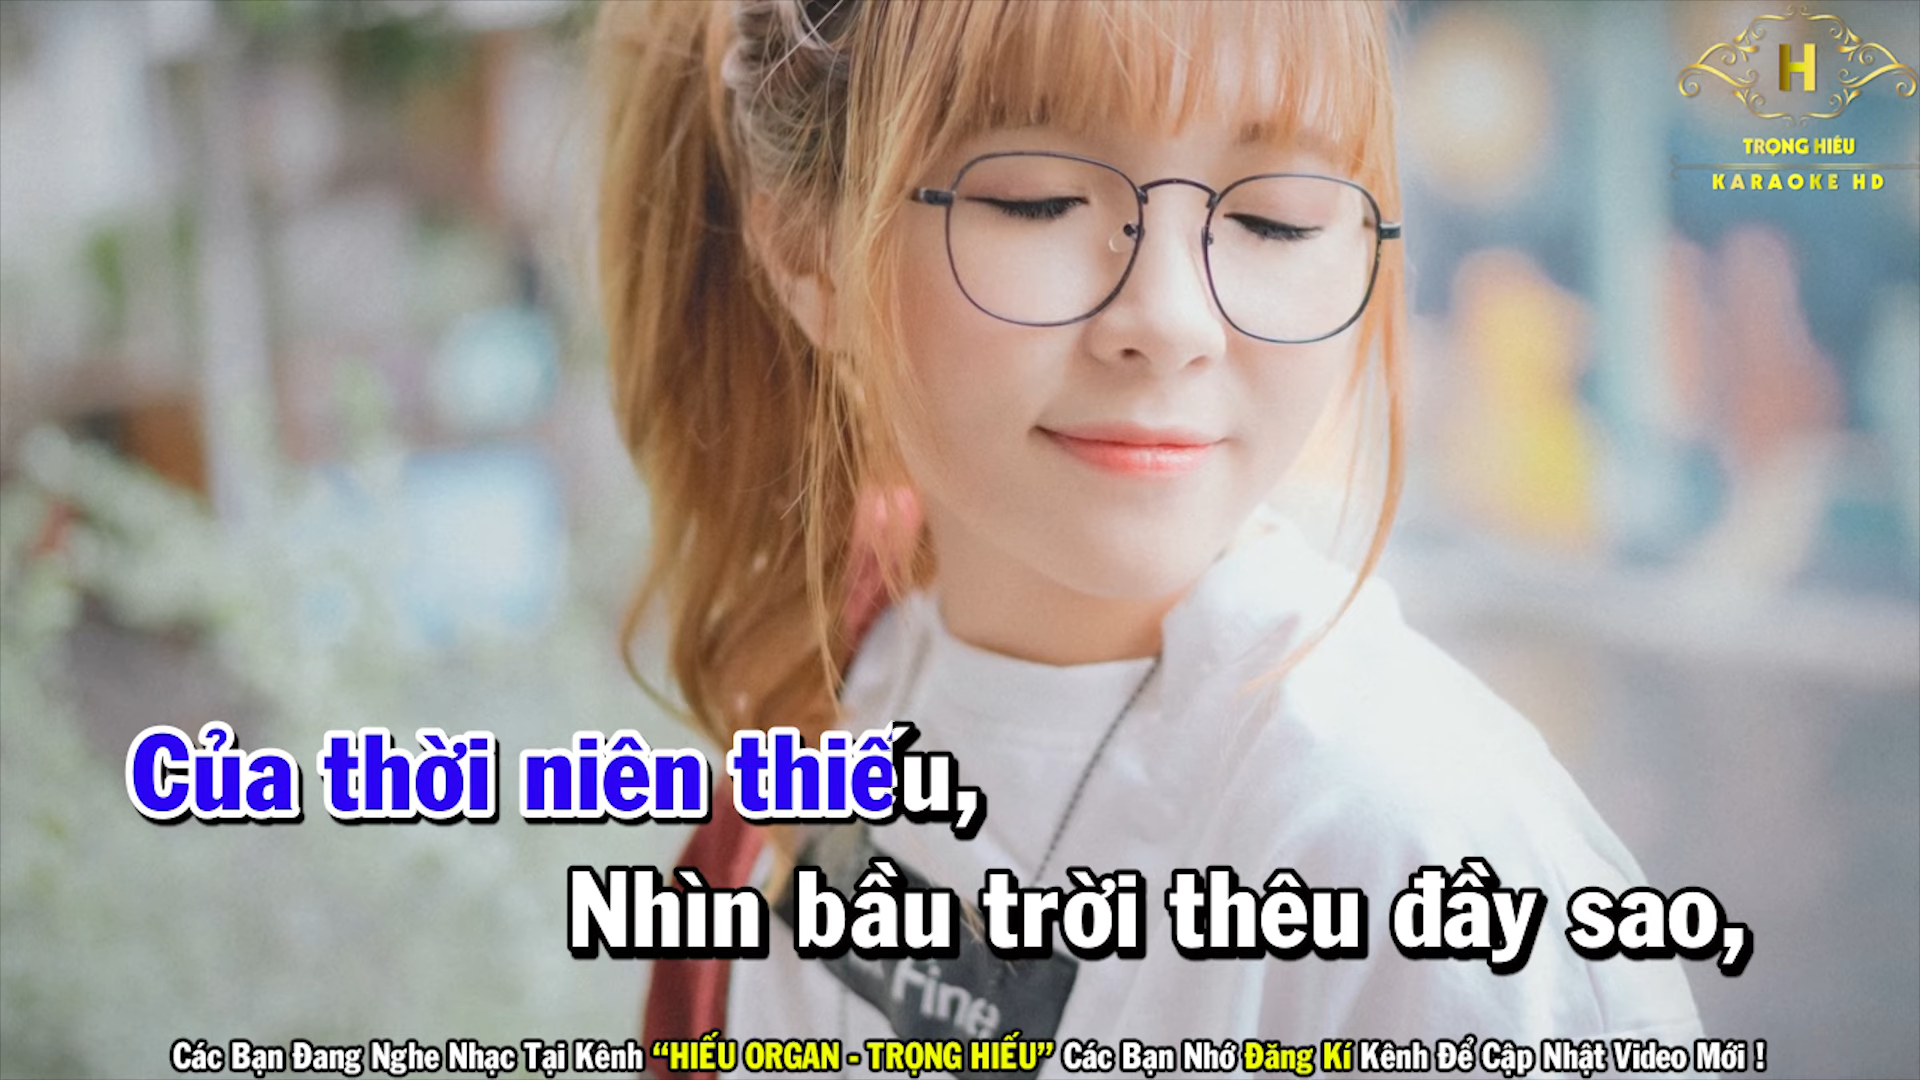 H
TRỌNG HIẾU
KARAOKE HD
Của thời niên thiếu,
Nhìn bầu trời thêu đầy sao,
Fine
Các Bạn Đang Nghe Nhạc Tại Kênh “HIẾU ORGAN - TRỌNG HIẾU” Các Bạn Nhớ Đăng Kí Kênh Để Cập Nhật Video Mới !